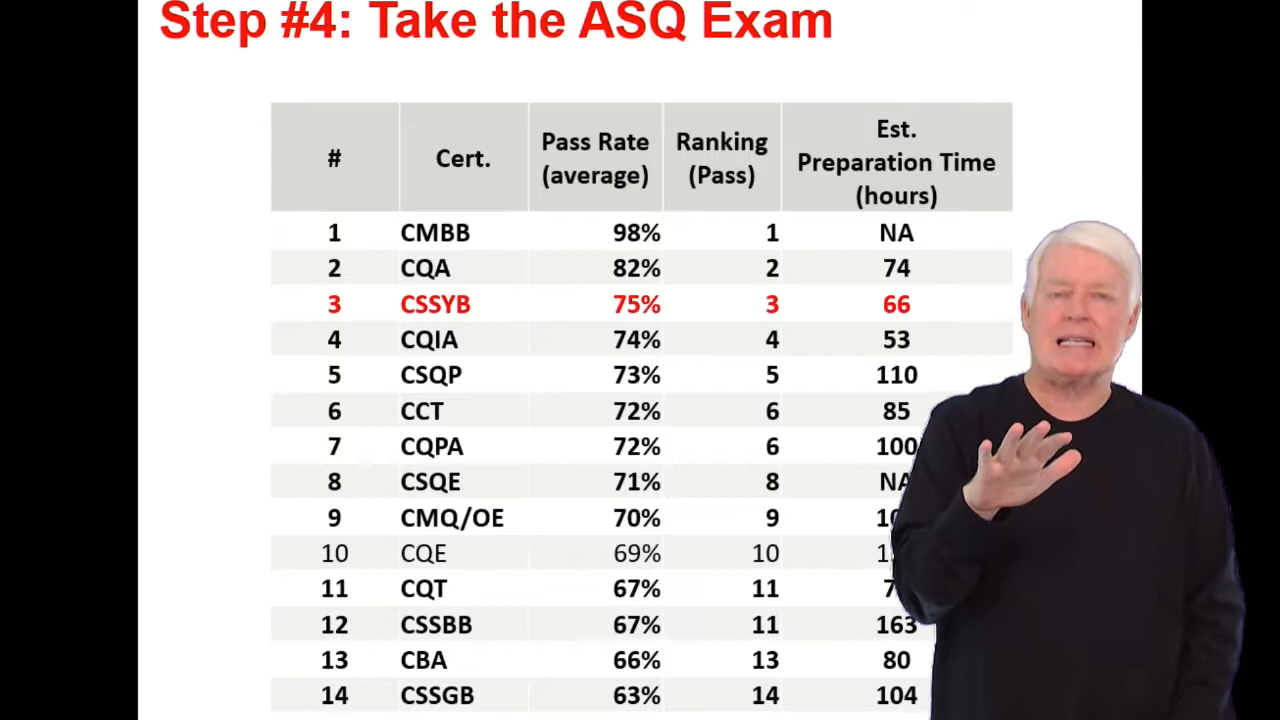 Step #4: Take the ASQ Exam
# Cert. Pass Rate (average) Ranking (Pass) Est. Preparation Time (hours)
1 CMBB 98% 1 NA
2 CQA 82% 2 74
3 CSSYB 75% 3 66
4 CQIA 74% 4 53
5 CSQP 73% 5 110
6 CCT 72% 6 85
7 CQPA 72% 6 100
8 CSQE 71% 8 NA
9 CMQ/OE 70% 9
10 CQE 69% 10
11 CQT 67% 11
12 CSSBB 67% 11 163
13 CBA 66% 13 80
14 CSSGB 63% 14 104